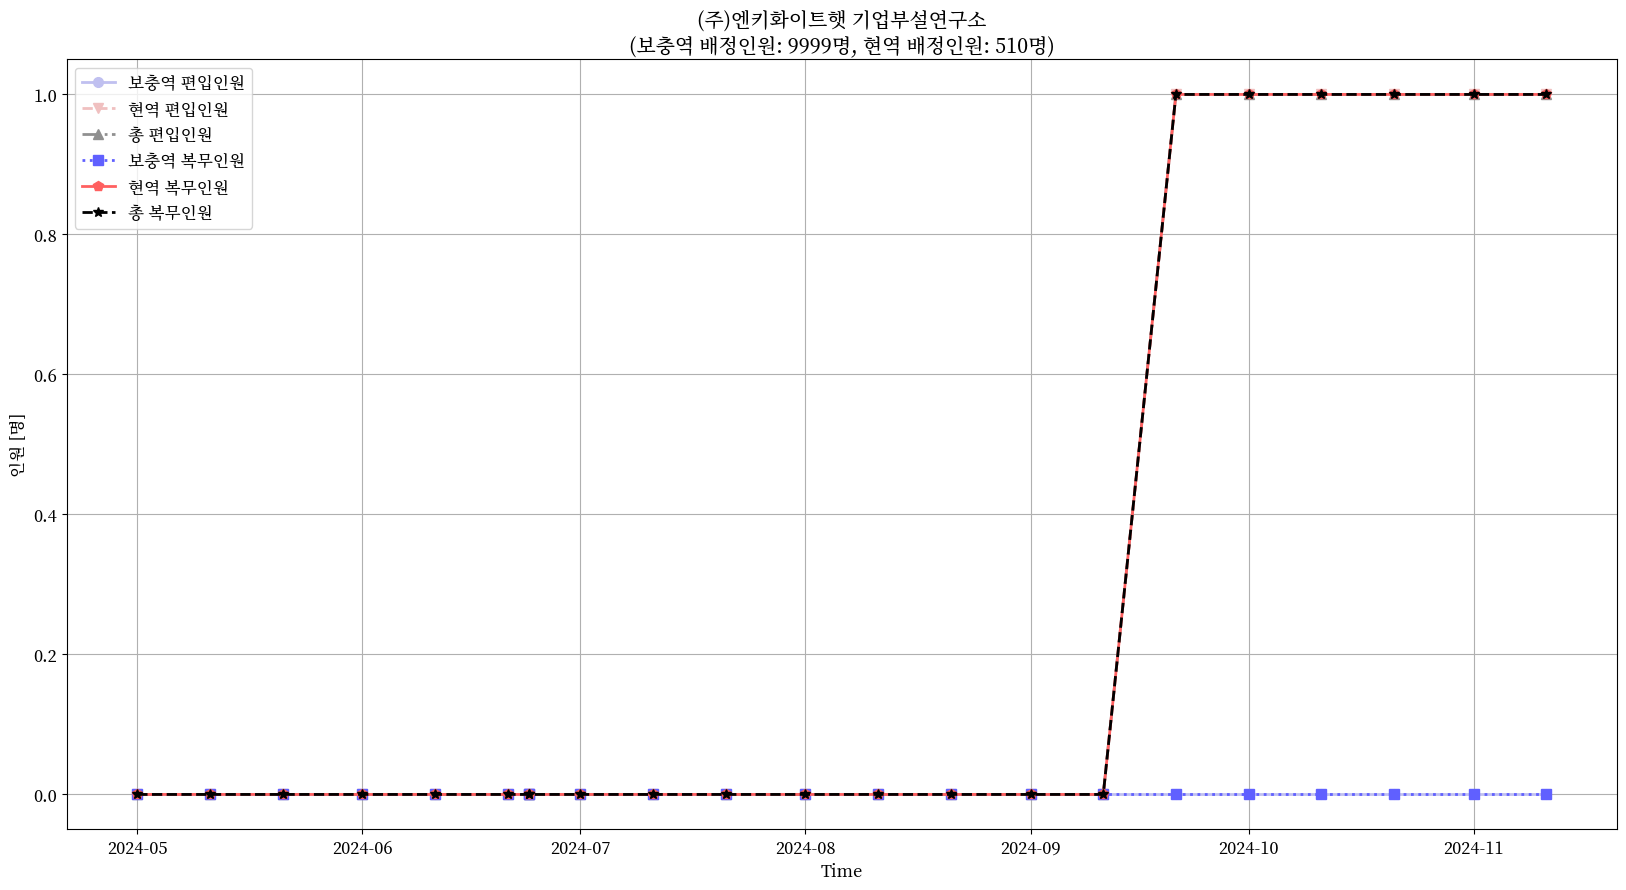 (주)엔키화이트햇 기업부설연구소
(보충역 배정인원: 9999명, 현역 배정인원: 510명)
보충역 편입인원
현역 편입인원
총 편입인원
보충역 복무인원
현역 복무인원
총 복무인원
1.0
0.8
0.6
0.4
0.2
0.0
인원 [명]
2024-05
2024-06
2024-07
2024-08
2024-09
2024-10
2024-11
Time